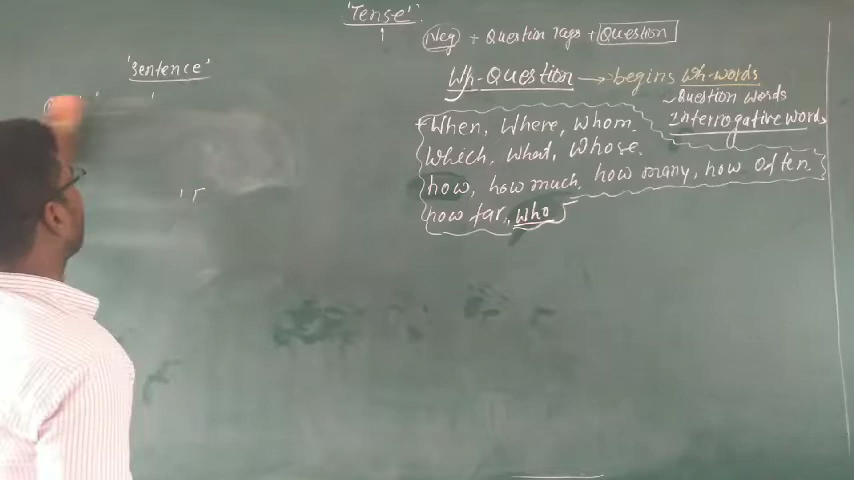 'Tense'
Neg + Question Tags + Question
'Sentence'
Wh-Question → begins Wh-words
~Question words
Interrogative words
When, Where, Whom.
Which, What, Whose.
how, how much, how many, how often.
how far, who